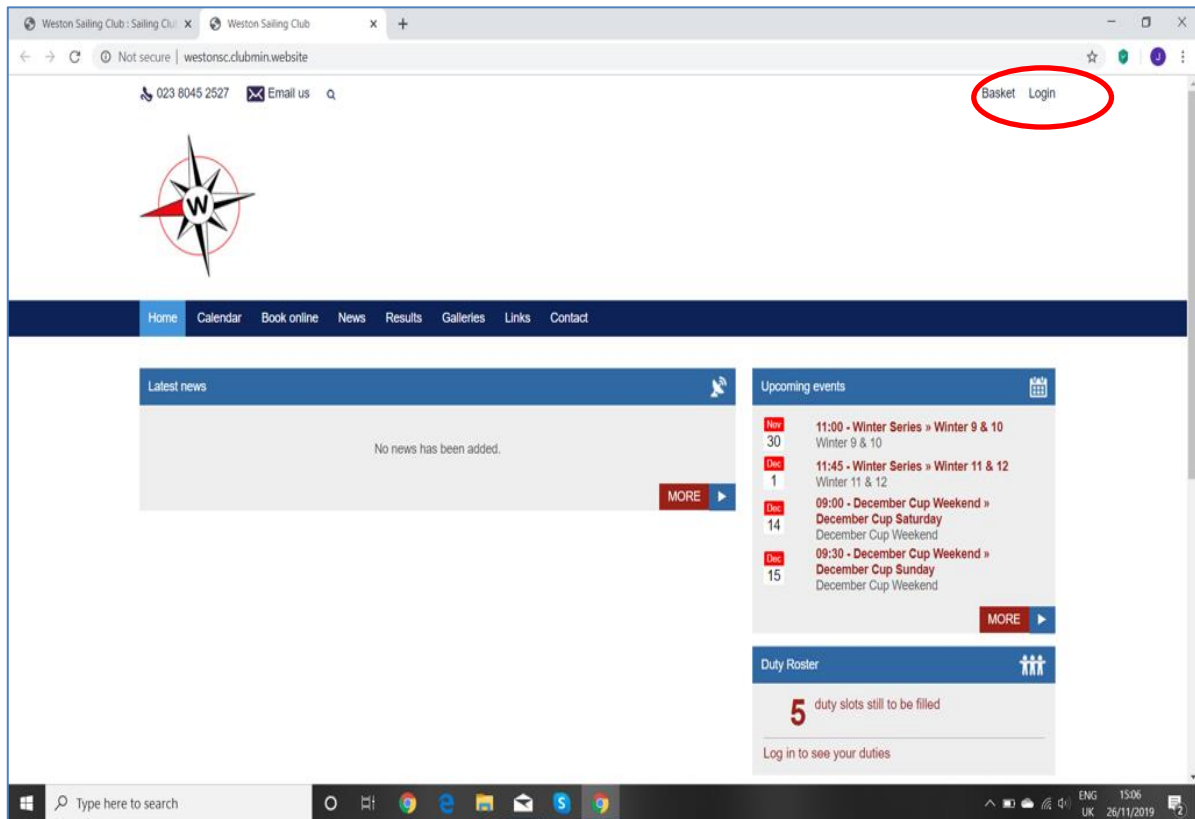 Weston Sailing Club : Sailing Clu
Weston Sailing Club
Not secure | westonsc.clubmin.website
023 8045 2527 Email us
Basket Login
W
Home Calendar Book online News Results Galleries Links Contact
Latest news
No news has been added.
MORE
Upcoming events
Nov
30
11:00 - Winter Series » Winter 9 & 10
Winter 9 & 10
Dec
1
11:45 - Winter Series » Winter 11 & 12
Winter 11 & 12
Dec
14
09:00 - December Cup Weekend »
December Cup Saturday
December Cup Weekend
Dec
15
09:30 - December Cup Weekend »
December Cup Sunday
December Cup Weekend
MORE
Duty Roster
5 duty slots still to be filled
Log in to see your duties
Type here to search
ENG
UK
15:06
26/11/2019
2
J